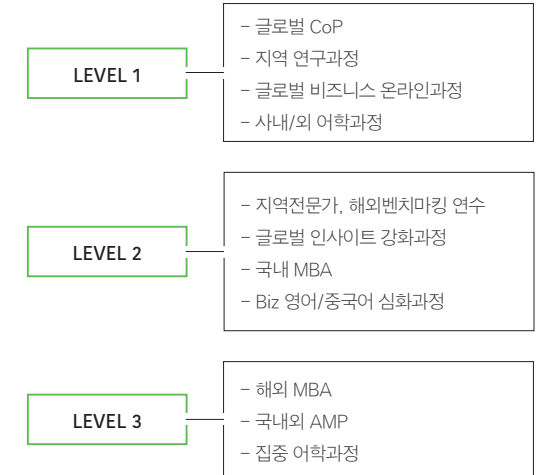 LEVEL 1
- 글로벌 CoP
- 지역 연구과정
- 글로벌 비즈니스 온라인과정
- 사내/외 어학과정
LEVEL 2
- 지역전문가, 해외벤치마킹 연수
- 글로벌 인사이트 강화과정
- 국내 MBA
- Biz 영어/중국어 심화과정
LEVEL 3
- 해외 MBA
- 국내외 AMP
- 집중 어학과정